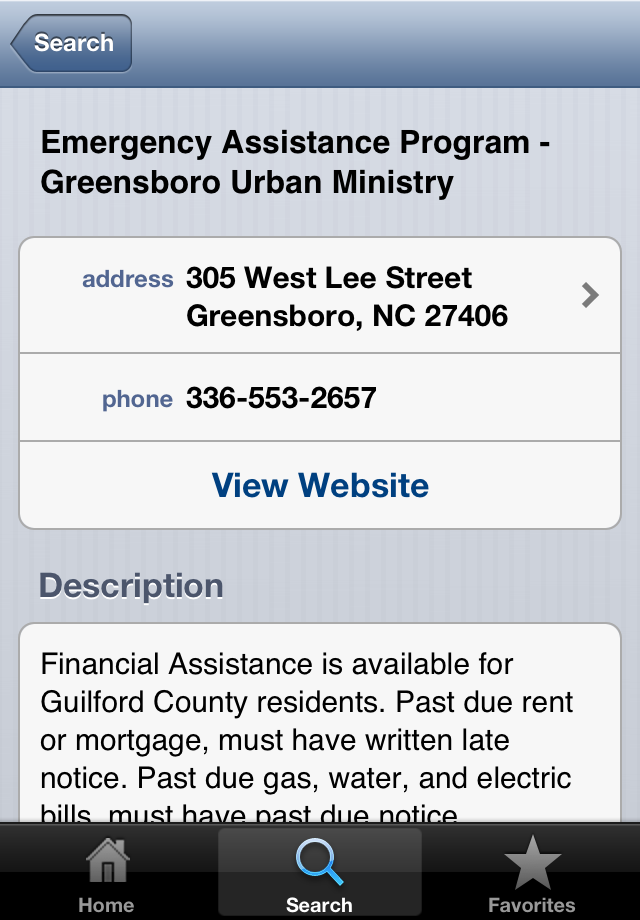 Search
Emergency Assistance Program -
Greensboro Urban Ministry
address 305 West Lee Street
Greensboro, NC 27406
phone 336-553-2657
View Website
Description
Financial Assistance is available for
Guilford County residents. Past due rent
or mortgage, must have written late
notice. Past due gas, water, and electric
bills, must have past due notice
Home Search Favorites